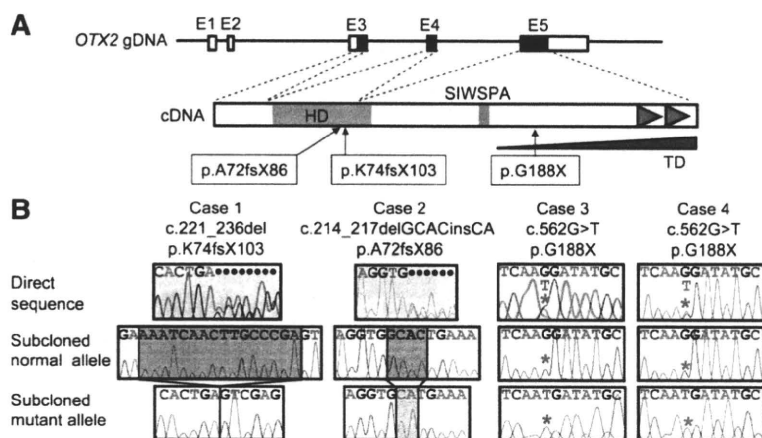 A
E1 E2 E3 E4 E5
OTX2 gDNA
SIWSPA
cDNA HD
p.A72fsX86 p.K74fsX103 p.G188X TD
B
Case 1 Case 2 Case 3 Case 4
c.221_236del c.214_217delGCACinsCA c.562G>T c.562G>T
p.K74fsX103 p.A72fsX86 p.G188X p.G188X
Direct sequence
CACTGA●●●●●●●● AGGTG●●●●●● TCAAGGATATGC TCAAGGATATGC
T T
* *
Subcloned normal allele
GAAAATCAACTTGCCCGAGT AGGTGGCACTGAAA TCAAGGATATGC TCAAGGATATGC
* *
Subcloned mutant allele
CACTGAGTCGAG AGGTGCATGAAA TCAATGATATGC TCAATGATATGC
* *